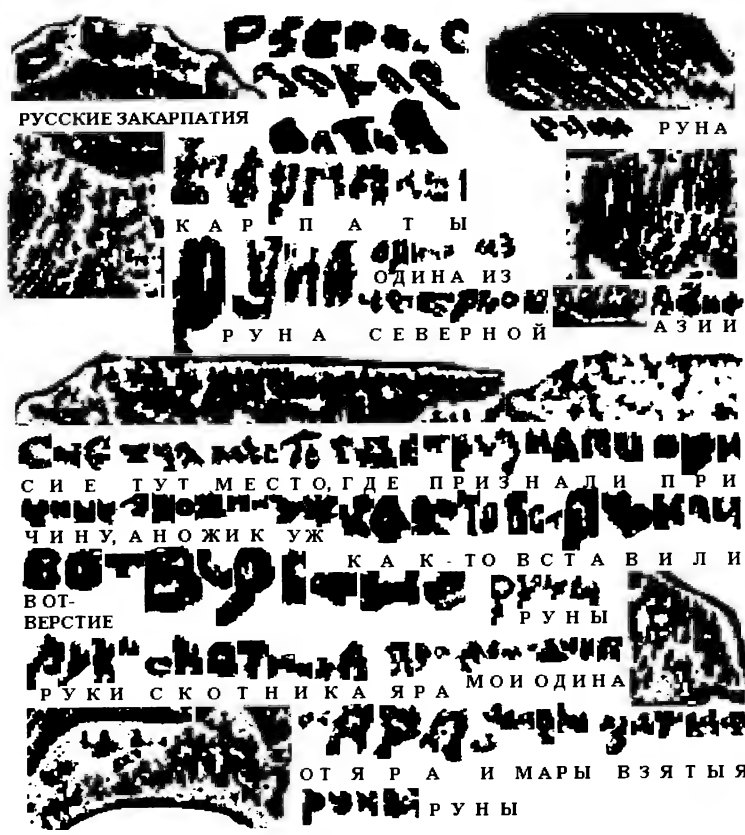 РУССКИЕ ЗАКАРПАТИЯ
РУНА
КАРПАТЫ
ОДИНА ИЗ
РУНА СЕВЕРНОЙ
АЗИИ
СИЕ ТУТ МЕСТО, ГДЕ ПРИЗНАЛИ ПРИ
ЧИНУ, А НОЖИК УЖ
КАК-ТО ВСТАВИЛИ
В ОТ-
ВЕРСТИЕ
РУНЫ
РУКИ СКОТНИКА ЯРА
МОИ ОДИНА
ОТ ЯРА И МАРЫ ВЗЯТЫЯ
РУНЫ